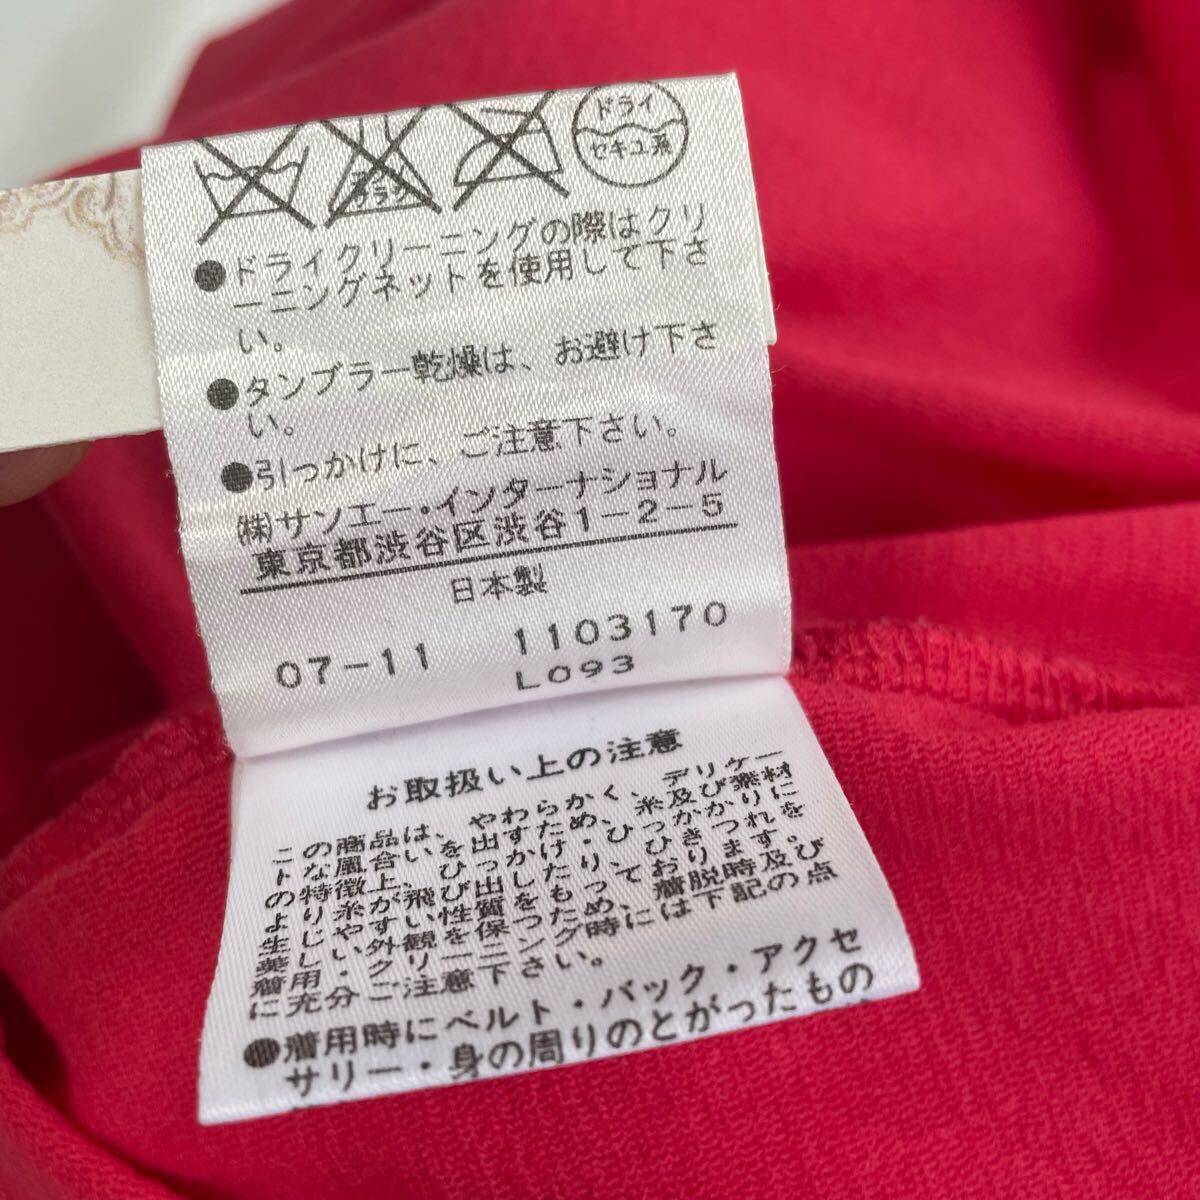 ドライ
セキユ系
エンソ
サラシ
●ドライクリーニングの際はクリ
ーニングネットを使用して下さ
い。
●タンブラー乾燥は、お避け下さ
い。
●引っかけに、ご注意下さい。
㈱サンエー・インターナショナル
東京都渋谷区渋谷1-2-5
日本製
07-11 1103170
L093
お取扱い上の注意
この商品は、やわらかく、デリケー
トな風合いを出すため、糸及び素材
の特徴上、ひっかけ・ひっかかりに
より糸が飛び出したり、ひきつれを
生じやすい性質をもっております。
美しい外観を保つため、着脱時及び
着用・クリーニング時には下記の点
に充分ご注意下さい。
●着用時にベルト・バック・アクセ
サリー・身の周りのとがったもの